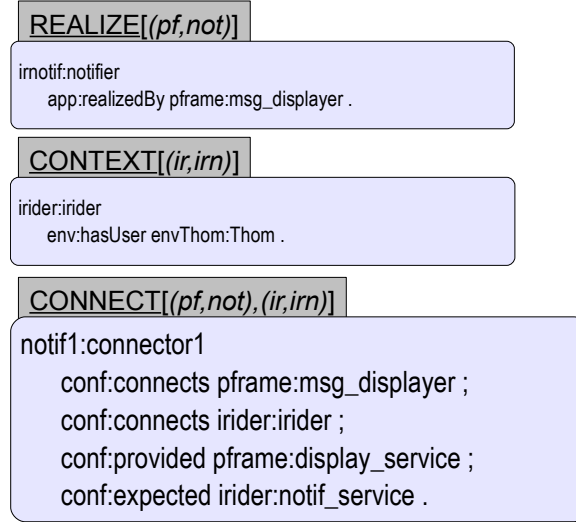 REALIZE[(pf,not)]
irnotif:notifier
app:realizedBy pframe:msg_displayer .
CONTEXT[(ir,irn)]
irider:irider
env:hasUser envThom:Thom .
CONNECT[(pf,not),(ir,irn)]
notif1:connector1
conf:connects pframe:msg_displayer ;
conf:connects irider:irider ;
conf:provided pframe:display_service ;
conf:expected irider:notif_service .